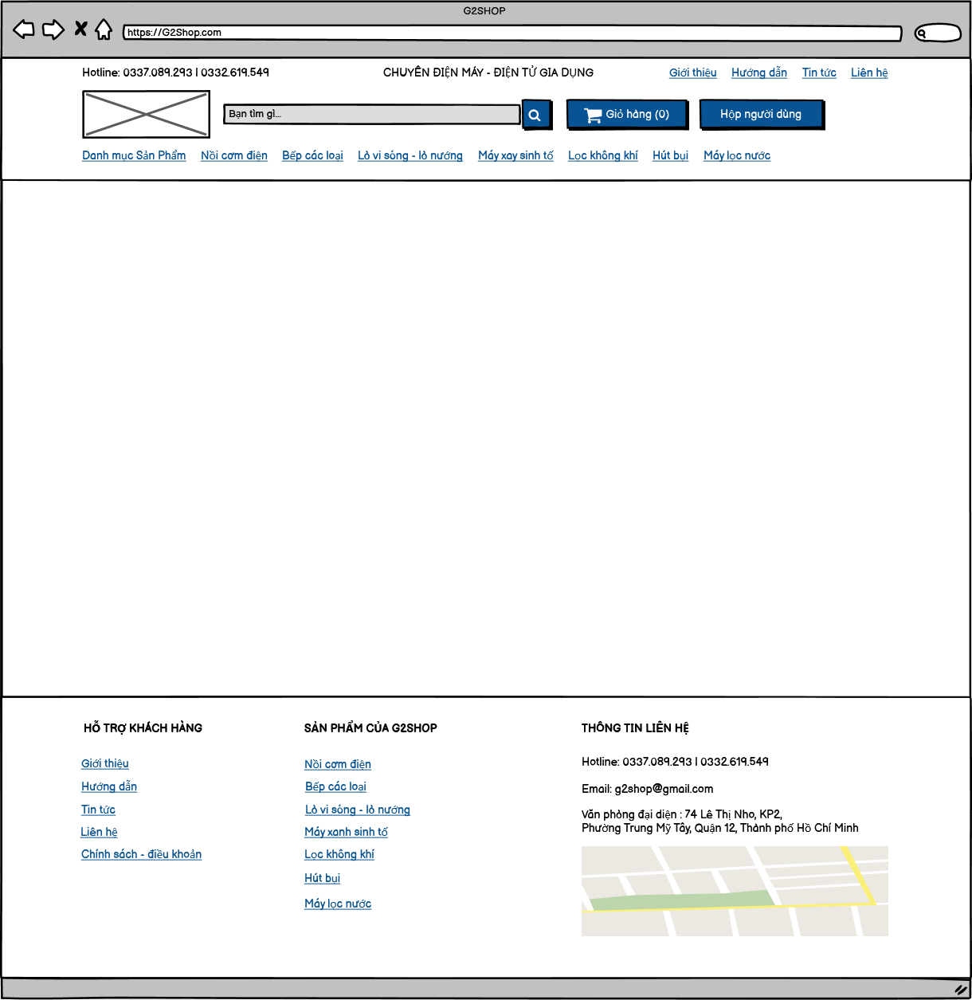 G2SHOP
https://G2Shop.com
Hotline: 0337.089.293 | 0332.619.549
CHUYÊN ĐIỆN MÁY - ĐIỆN TỬ GIA DỤNG
Giới thiệu Hướng dẫn Tin tức Liên hệ
Bạn tìm gì...
Giỏ hàng (0)
Hộp người dùng
Danh mục Sản Phẩm Nồi cơm điện Bếp các loại Lò vi sóng - lò nướng Máy xay sinh tố Lọc không khí Hút bụi Máy lọc nước
HỖ TRỢ KHÁCH HÀNG
Giới thiệu
Hướng dẫn
Tin tức
Liên hệ
Chính sách - điều khoản
SẢN PHẨM CỦA G2SHOP
Nồi cơm điện
Bếp các loại
Lò vi sóng - lò nướng
Máy xanh sinh tố
Lọc không khí
Hút bụi
Máy lọc nước
THÔNG TIN LIÊN HỆ
Hotline: 0337.089.293 | 0332.619.549
Email: g2shop@gmail.com
Văn phòng đại diện : 74 Lê Thị Nho, KP2,
Phường Trung Mỹ Tây, Quận 12, Thành phố Hồ Chí Minh